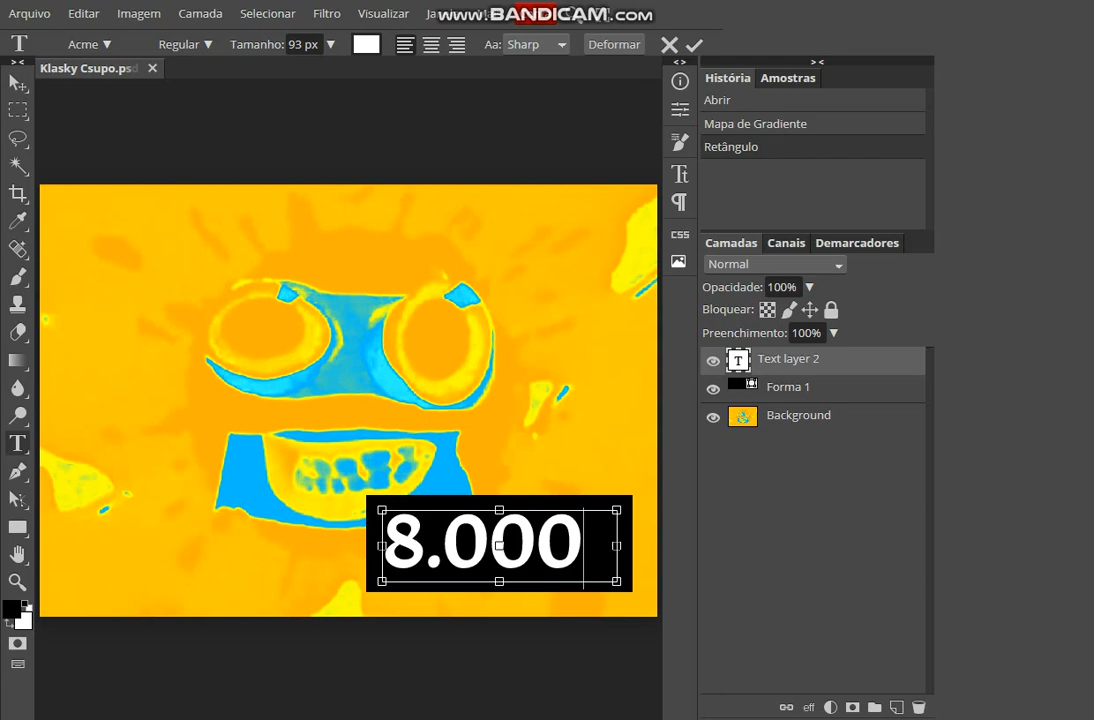 Arquivo Editar Imagem Camada Selecionar Filtro Visualizar
www.BANDICAM.com
T Acme Regular Tamanho: 93 px Aa: Sharp Deformar
Klasky Csupo.psd
História Amostras
Abrir
Mapa de Gradiente
Retângulo
CSS
Camadas Canais Demarcadores
Normal
Opacidade: 100%
Bloquear:
Preenchimento: 100%
T Text layer 2
Forma 1
Background
8.000
eff